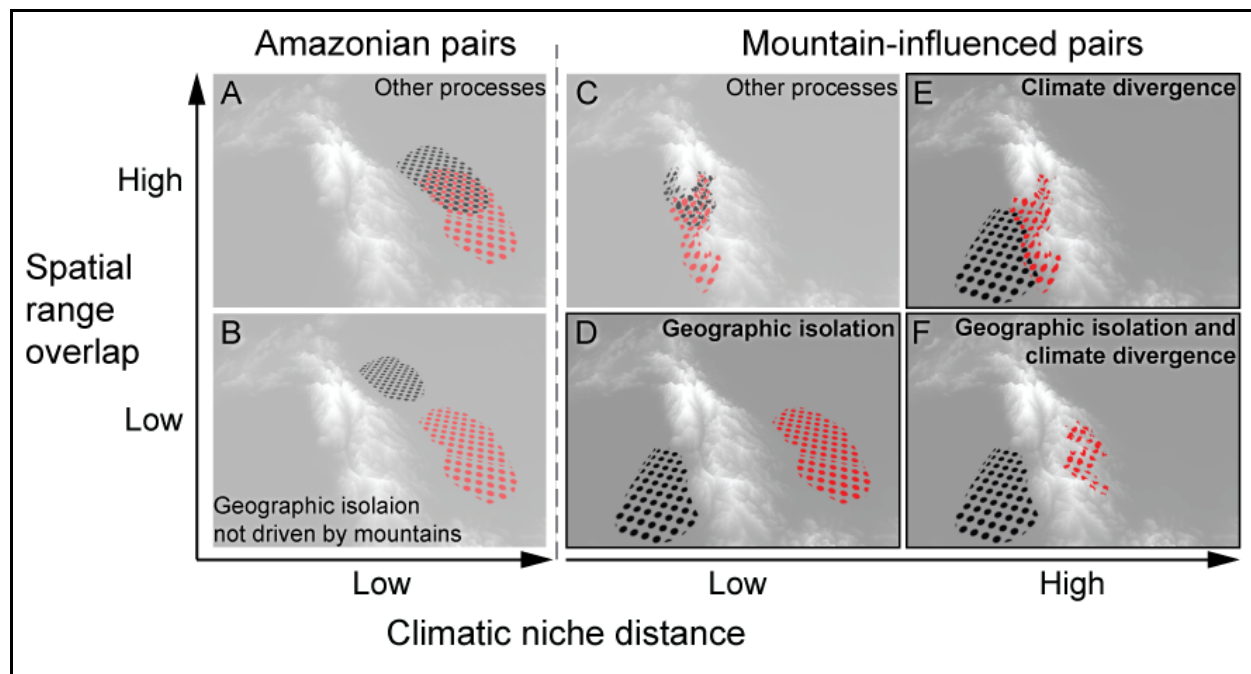 Amazonian pairs
Mountain-influenced pairs
A
Other processes
C
Other processes
E
Climate divergence
High
Spatial
range
overlap
B
D
Geographic isolation
F
Geographic isolation and
climate divergence
Low
Geographic isolaion
not driven by mountains
Low
Low
High
Climatic niche distance